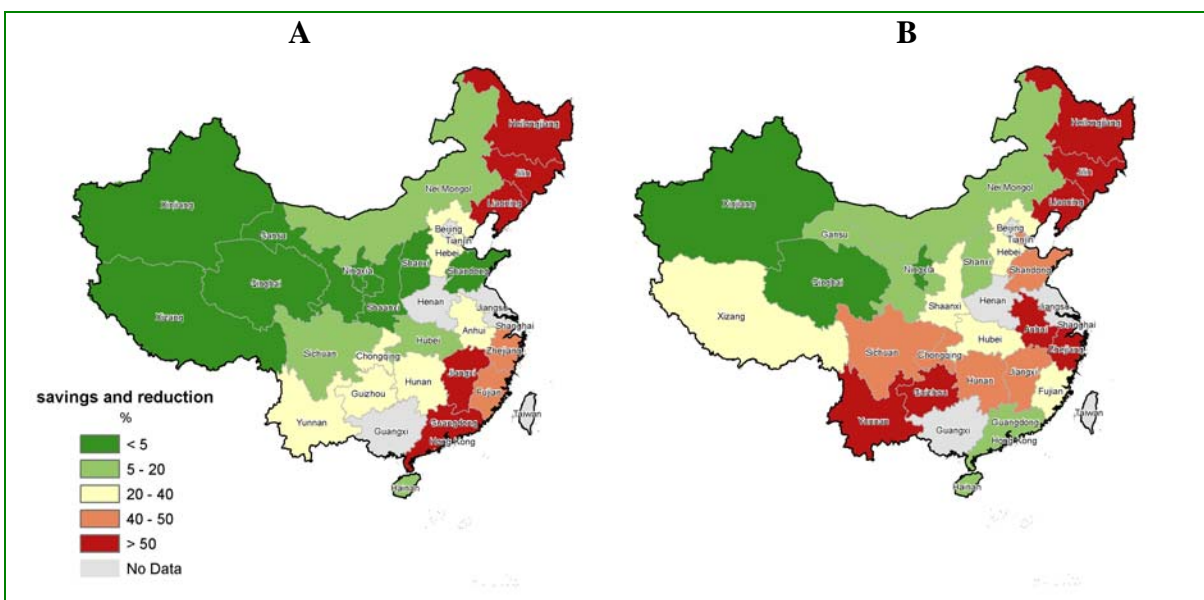 A
B
Heilongjiang
Jilin
Liaoning
Nei Mongol
Beijing
Tianjin
Hebei
Xinjiang
Gansu
Ningxia
Shanxi
Shandong
Qinghai
Shaanxi
Henan
Jiangsu
Shanghai
Xizang
Anhui
Hubei
Sichuan
Chongqing
Zhejiang
Hunan
Jiangxi
Guizhou
Fujian
Yunnan
Guangxi
Guangdong
Hong Kong
Taiwan
Hainan
savings and reduction
%
< 5
5 - 20
20 - 40
40 - 50
> 50
No Data
Heilongjiang
Jilin
Liaoning
Nei Mongol
Beijing
Tianjin
Hebei
Xinjiang
Gansu
Ningxia
Shanxi
Shandong
Qinghai
Shaanxi
Henan
Jiangsu
Shanghai
Xizang
Anhui
Hubei
Sichuan
Chongqing
Zhejiang
Hunan
Jiangxi
Guizhou
Fujian
Yunnan
Guangxi
Guangdong
Hong Kong
Taiwan
Hainan